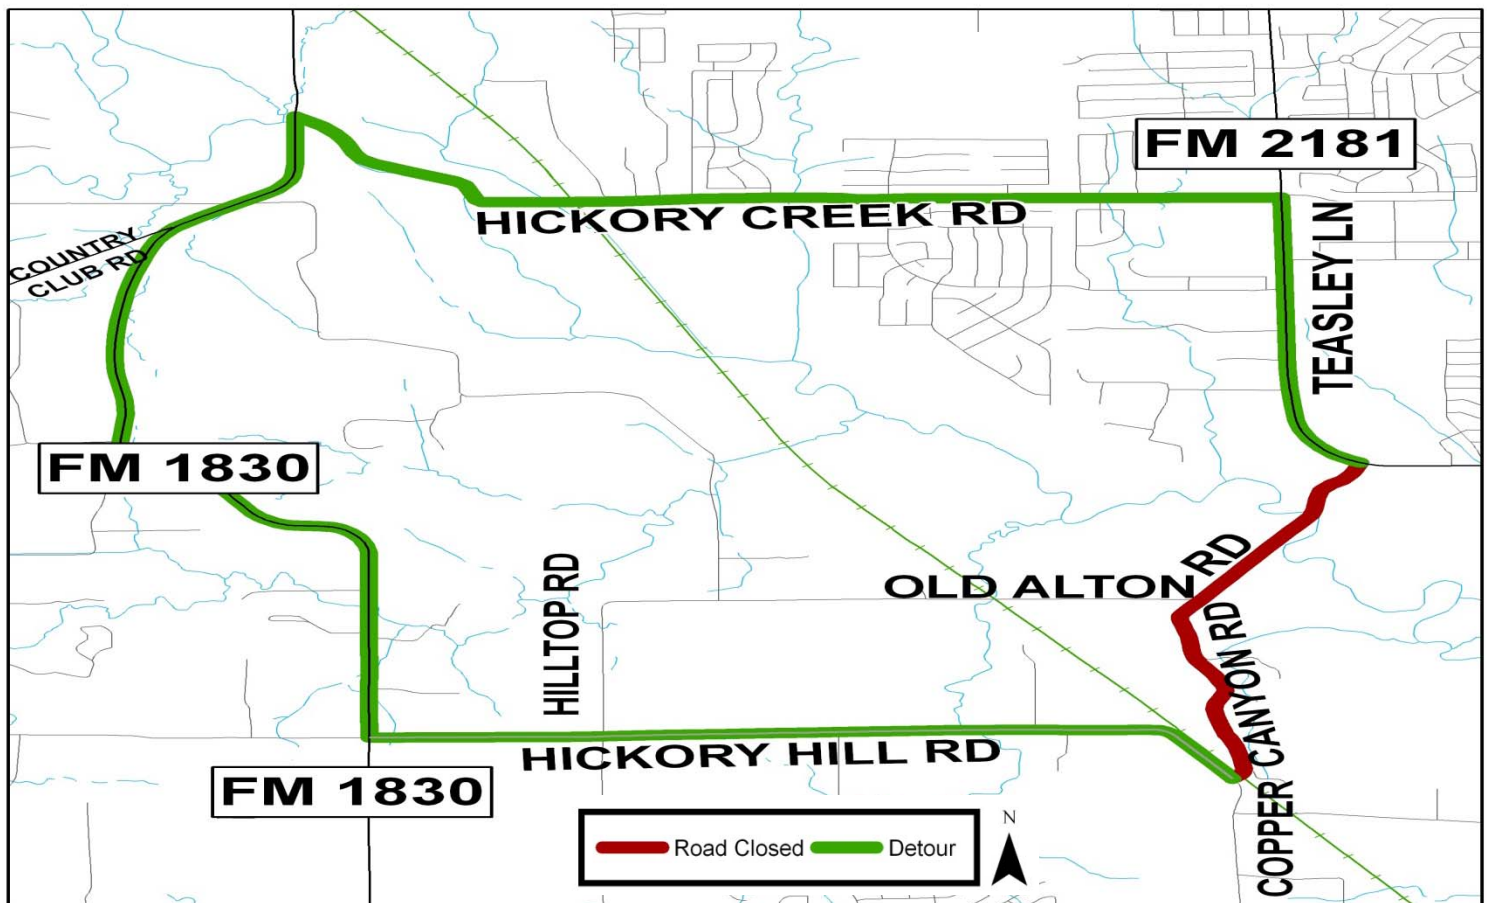 FM 2181
HICKORY CREEK RD
COUNTRY
CLUB RD
TEASLEY LN
FM 1830
OLD ALTON RD
HILLTOP RD
COPPER CANYON RD
HICKORY HILL RD
FM 1830
Road Closed
Detour
N